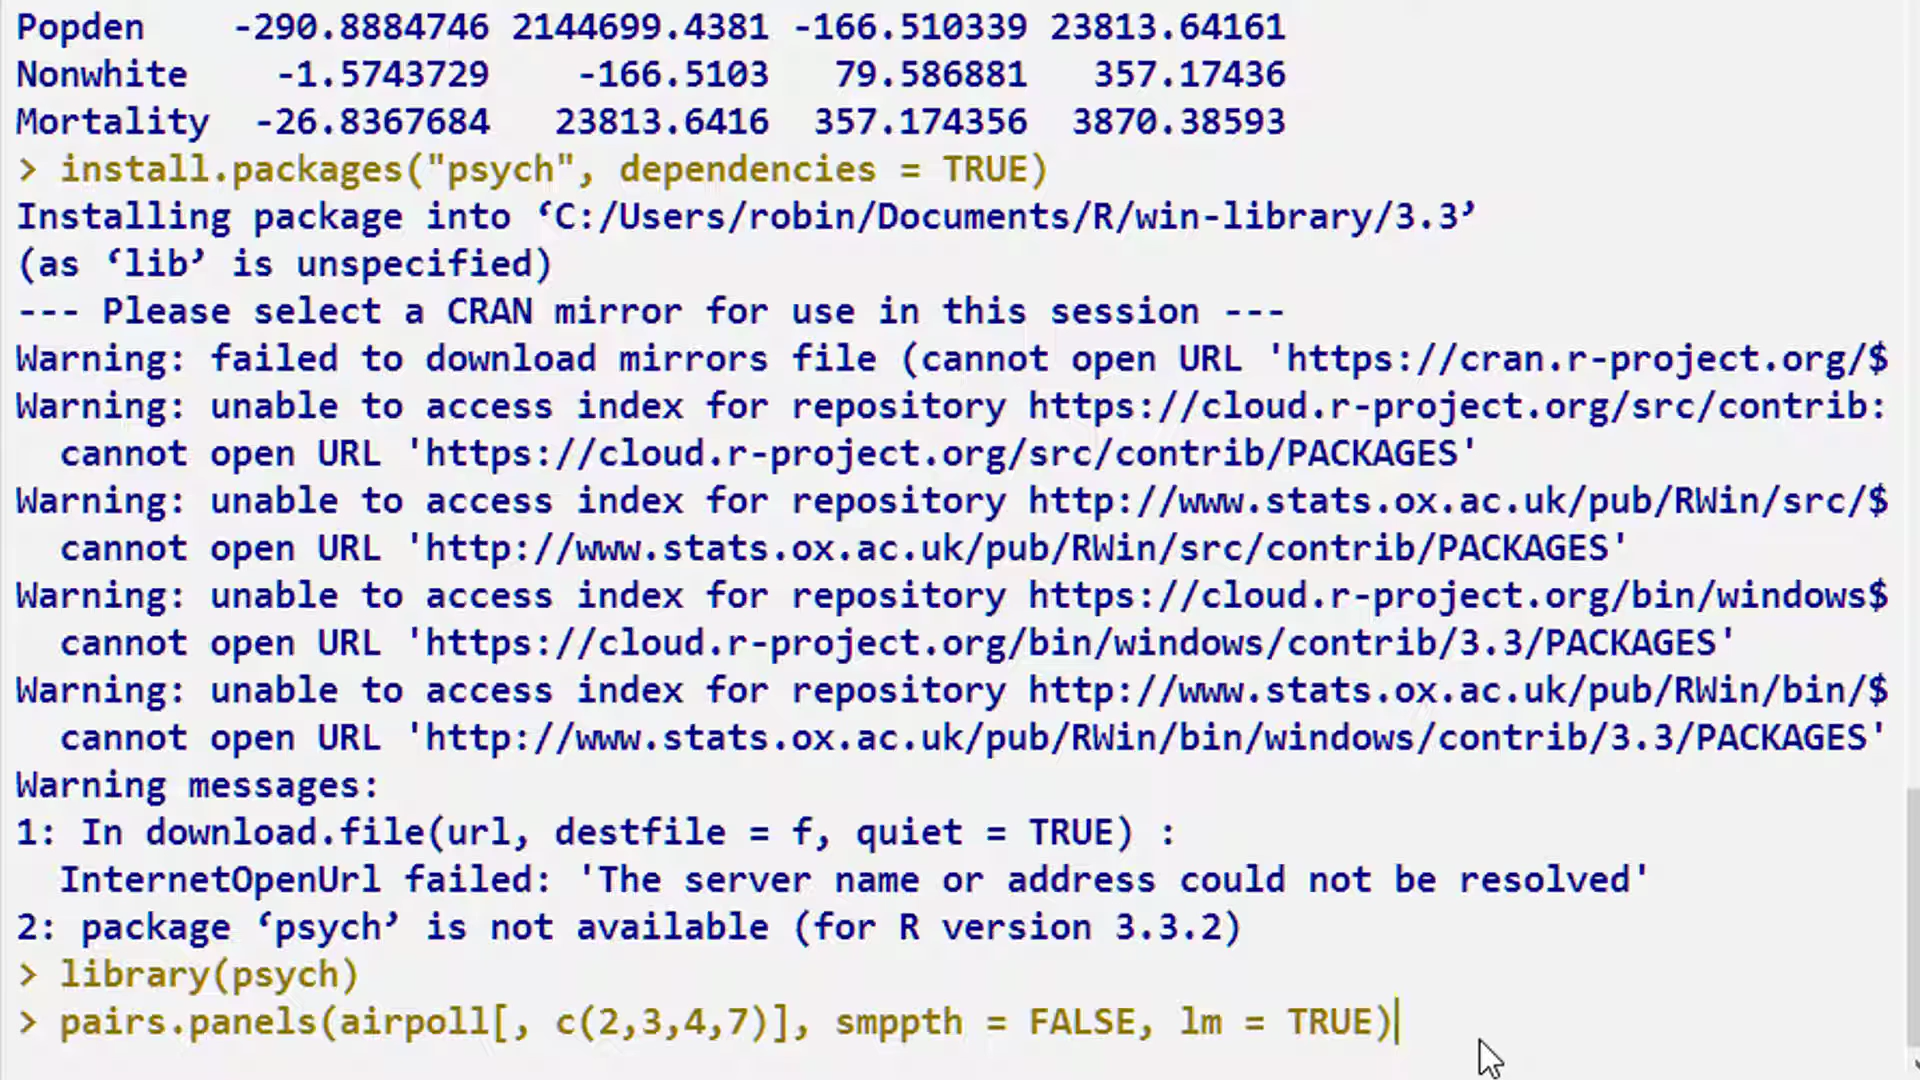 Popden    -290.8884746 2144699.4381 -166.510339 23813.64161
Nonwhite    -1.5743729    -166.5103   79.586881   357.17436
Mortality  -26.8367684   23813.6416  357.174356  3870.38593
> install.packages("psych", dependencies = TRUE)
Installing package into ‘C:/Users/robin/Documents/R/win-library/3.3’
(as ‘lib’ is unspecified)
--- Please select a CRAN mirror for use in this session ---
Warning: failed to download mirrors file (cannot open URL 'https://cran.r-project.org/$
Warning: unable to access index for repository https://cloud.r-project.org/src/contrib:
  cannot open URL 'https://cloud.r-project.org/src/contrib/PACKAGES'
Warning: unable to access index for repository http://www.stats.ox.ac.uk/pub/RWin/src/$
  cannot open URL 'http://www.stats.ox.ac.uk/pub/RWin/src/contrib/PACKAGES'
Warning: unable to access index for repository https://cloud.r-project.org/bin/windows$
  cannot open URL 'https://cloud.r-project.org/bin/windows/contrib/3.3/PACKAGES'
Warning: unable to access index for repository http://www.stats.ox.ac.uk/pub/RWin/bin/$
  cannot open URL 'http://www.stats.ox.ac.uk/pub/RWin/bin/windows/contrib/3.3/PACKAGES'
Warning messages:
1: In download.file(url, destfile = f, quiet = TRUE) :
  InternetOpenUrl failed: 'The server name or address could not be resolved'
2: package ‘psych’ is not available (for R version 3.3.2)
> library(psych)
> pairs.panels(airpoll[, c(2,3,4,7)], smppth = FALSE, lm = TRUE)